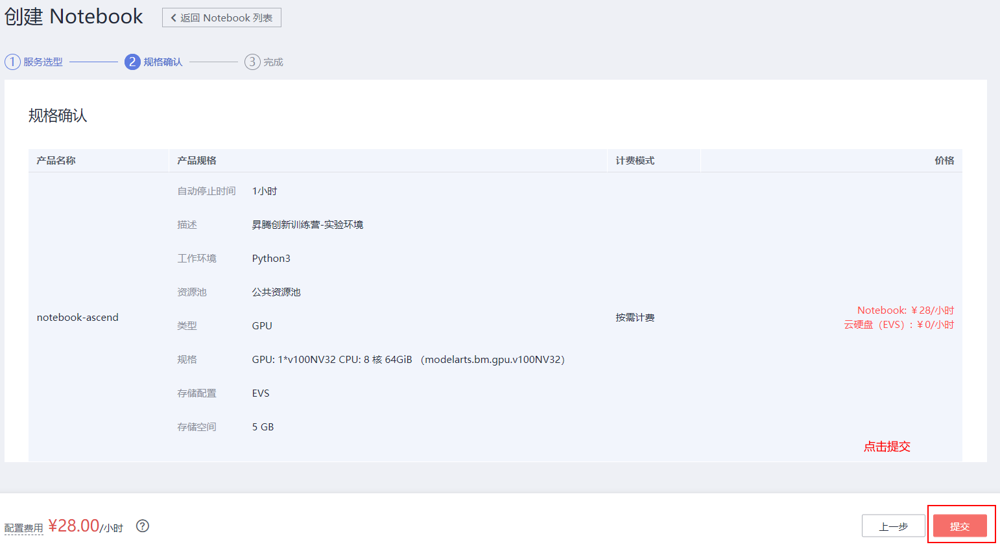 创建 Notebook
返回 Notebook 列表
1 服务选型
2 规格确认
3 完成
规格确认
产品名称 产品规格 计费模式 价格
自动停止时间 1小时
描述 昇腾创新训练营-实验环境
工作环境 Python3
资源池 公共资源池
notebook-ascend
类型 GPU
规格 GPU: 1*v100NV32 CPU: 8 核 64GiB （modelarts.bm.gpu.v100NV32）
存储配置 EVS
存储空间 5 GB
按需计费
Notebook: ￥28/小时
云硬盘（EVS）: ￥0/小时
点击提交
配置费用 ¥28.00/小时 ?
上一步
提交